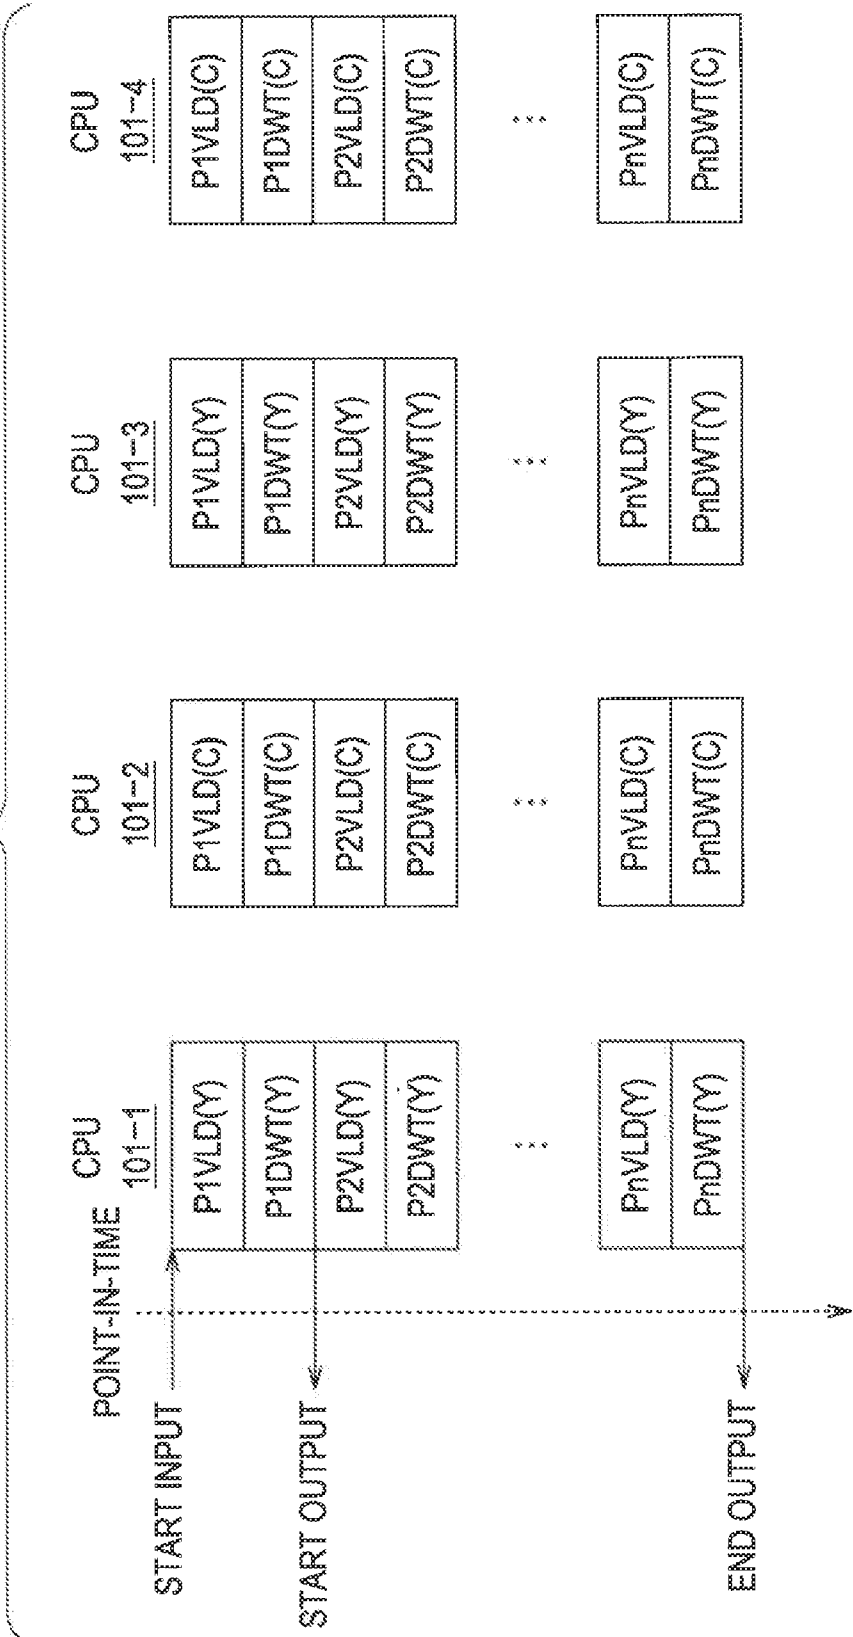 POINT-IN-TIME
START INPUT
START OUTPUT
END OUTPUT
CPU
101-1
P1VLD(Y)
P1DWT(Y)
P2VLD(Y)
P2DWT(Y)
...
PnVLD(Y)
PnDWT(Y)
CPU
101-2
P1VLD(C)
P1DWT(C)
P2VLD(C)
P2DWT(C)
...
PnVLD(C)
PnDWT(C)
CPU
101-3
P1VLD(Y)
P1DWT(Y)
P2VLD(Y)
P2DWT(Y)
...
PnVLD(Y)
PnDWT(Y)
CPU
101-4
P1VLD(C)
P1DWT(C)
P2VLD(C)
P2DWT(C)
...
PnVLD(C)
PnDWT(C)